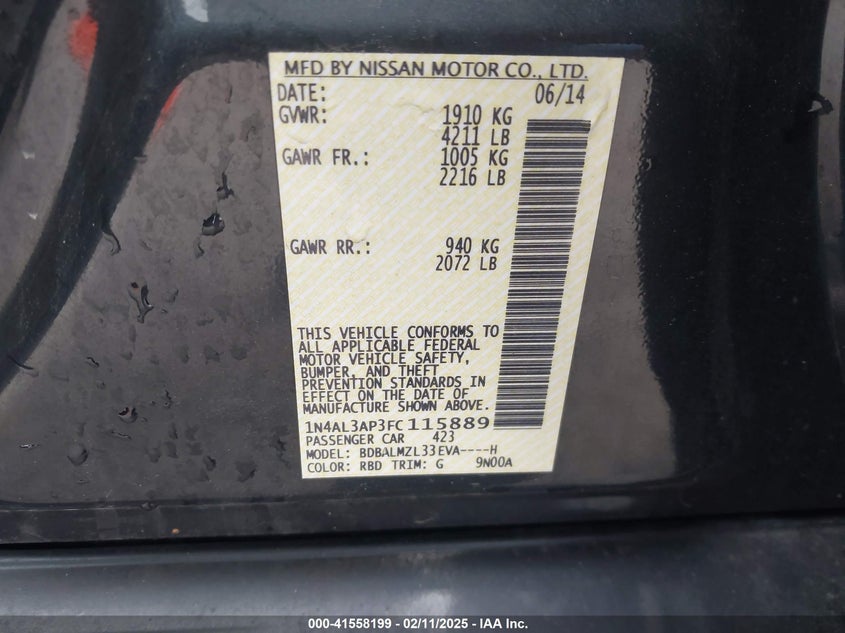 MFD BY NISSAN MOTOR CO., LTD.
DATE: 06/14
GVWR: 1910 KG
4211 LB
GAWR FR.: 1005 KG
2216 LB
GAWR RR.: 940 KG
2072 LB
THIS VEHICLE CONFORMS TO
ALL APPLICABLE FEDERAL
MOTOR VEHICLE SAFETY,
BUMPER, AND THEFT
PREVENTION STANDARDS IN
EFFECT ON THE DATE OF
MANUFACTURE SHOWN ABOVE.
1N4AL3AP3FC115889
PASSENGER CAR 423
MODEL: BDBALMZL33EVA----H
COLOR: RBD TRIM: G 9N00A
000-41558199 — 02/11/2025 — IAA Inc.